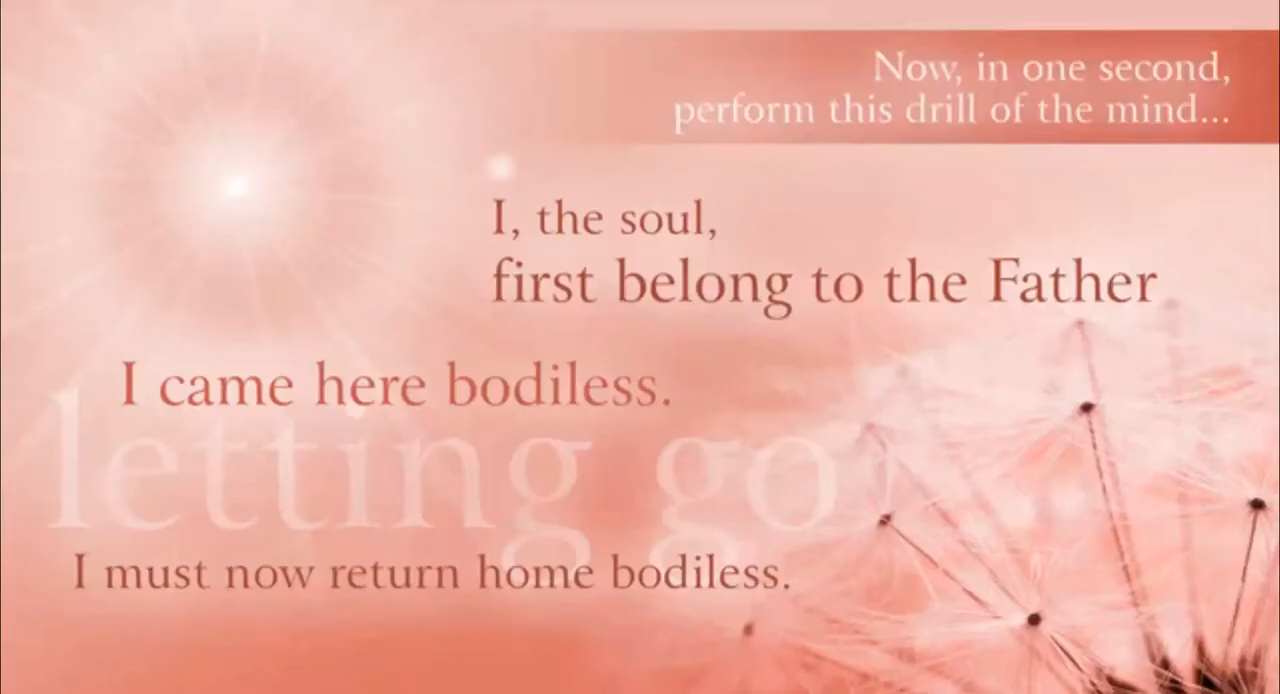 Now, in one second,
perform this drill of the mind...
I, the soul,
first belong to the Father
I came here bodiless.
letting go
I must now return home bodiless.